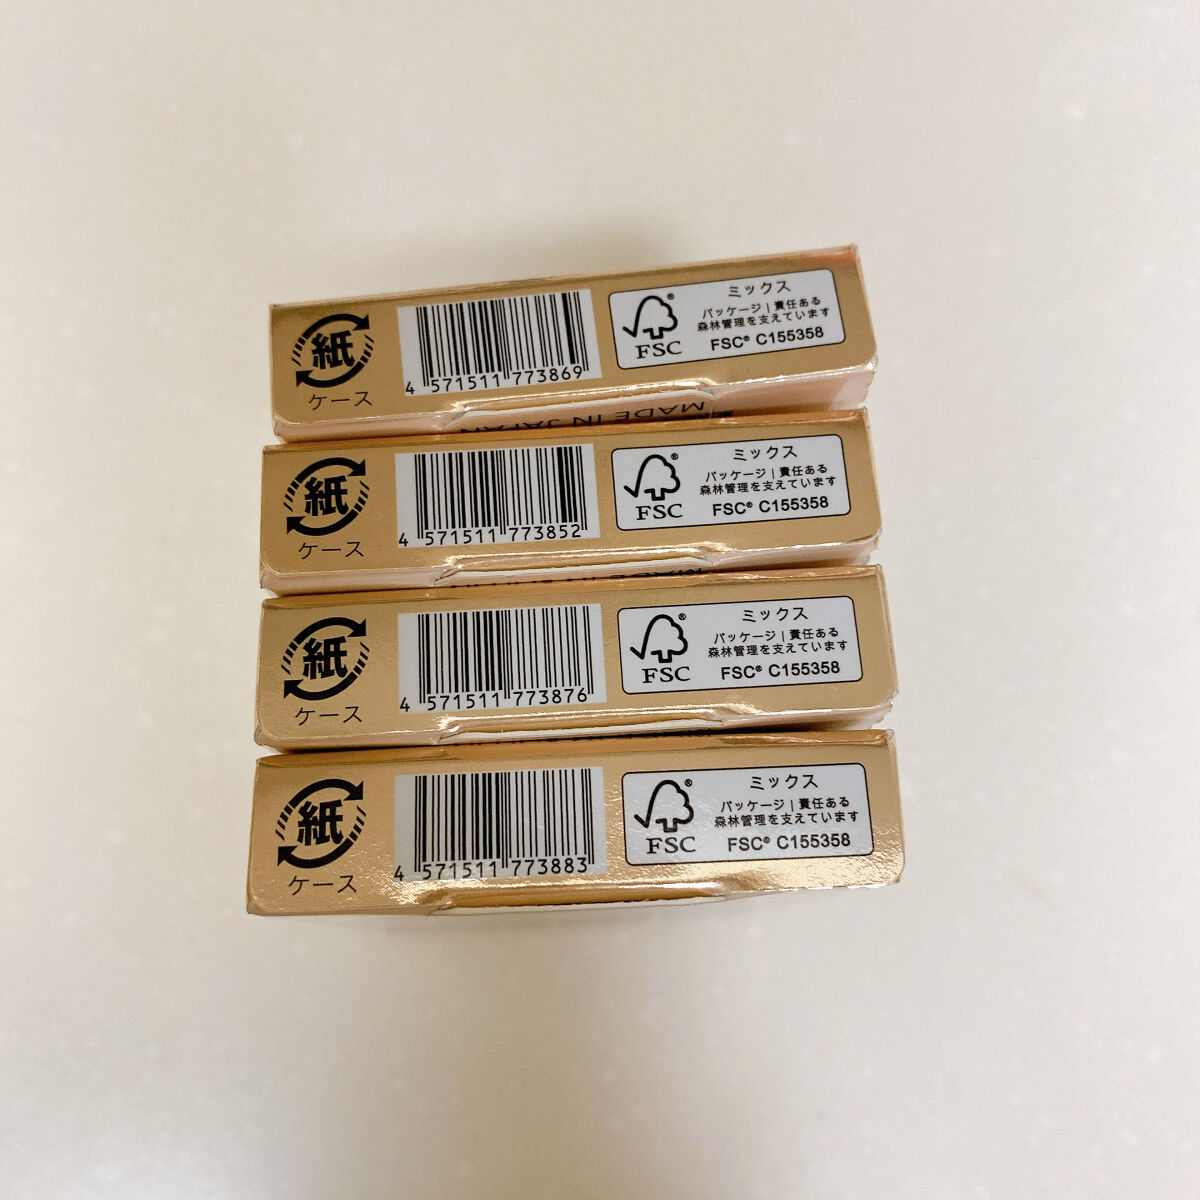 紙
ケース
4 571511 773869
FSC®
ミックス
パッケージ | 責任ある
森林管理を支えています
FSC® C155358
MADE IN JAPAN
紙
ケース
4 571511 773852
FSC®
ミックス
パッケージ | 責任ある
森林管理を支えています
FSC® C155358
紙
ケース
4 571511 773876
FSC®
ミックス
パッケージ | 責任ある
森林管理を支えています
FSC® C155358
紙
ケース
4 571511 773883
FSC®
ミックス
パッケージ | 責任ある
森林管理を支えています
FSC® C155358